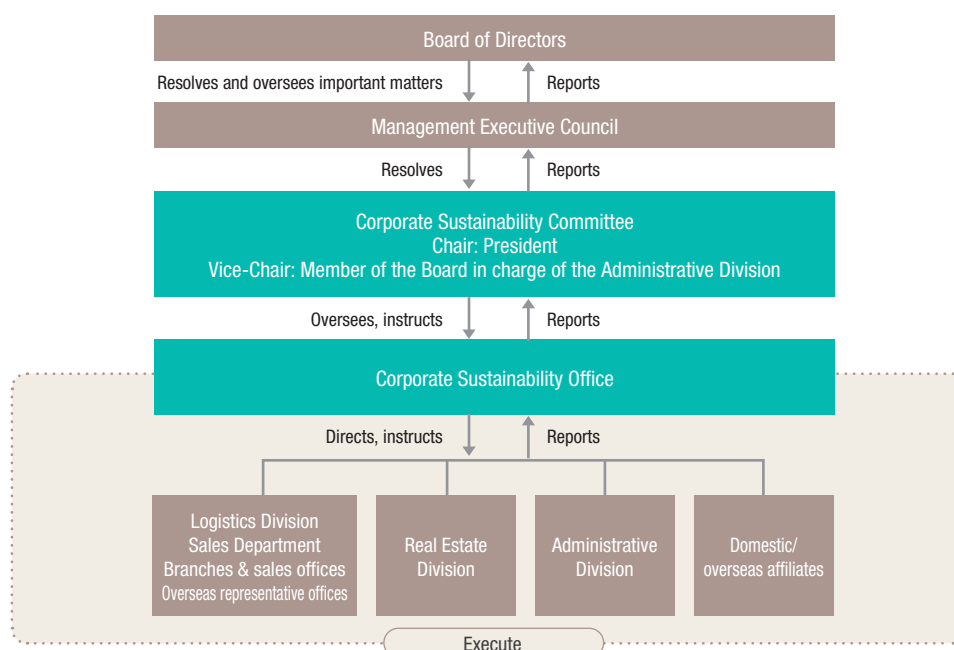 Board of Directors
Resolves and oversees important matters
Reports
Management Executive Council
Resolves
Reports
Corporate Sustainability Committee
Chair: President
Vice-Chair: Member of the Board in charge of the Administrative Division
Oversees, instructs
Reports
Corporate Sustainability Office
Directs, instructs
Reports
Logistics Division
Sales Department
Branches & sales offices
Overseas representative offices
Real Estate
Division
Administrative
Division
Domestic/
overseas affiliates
Execute